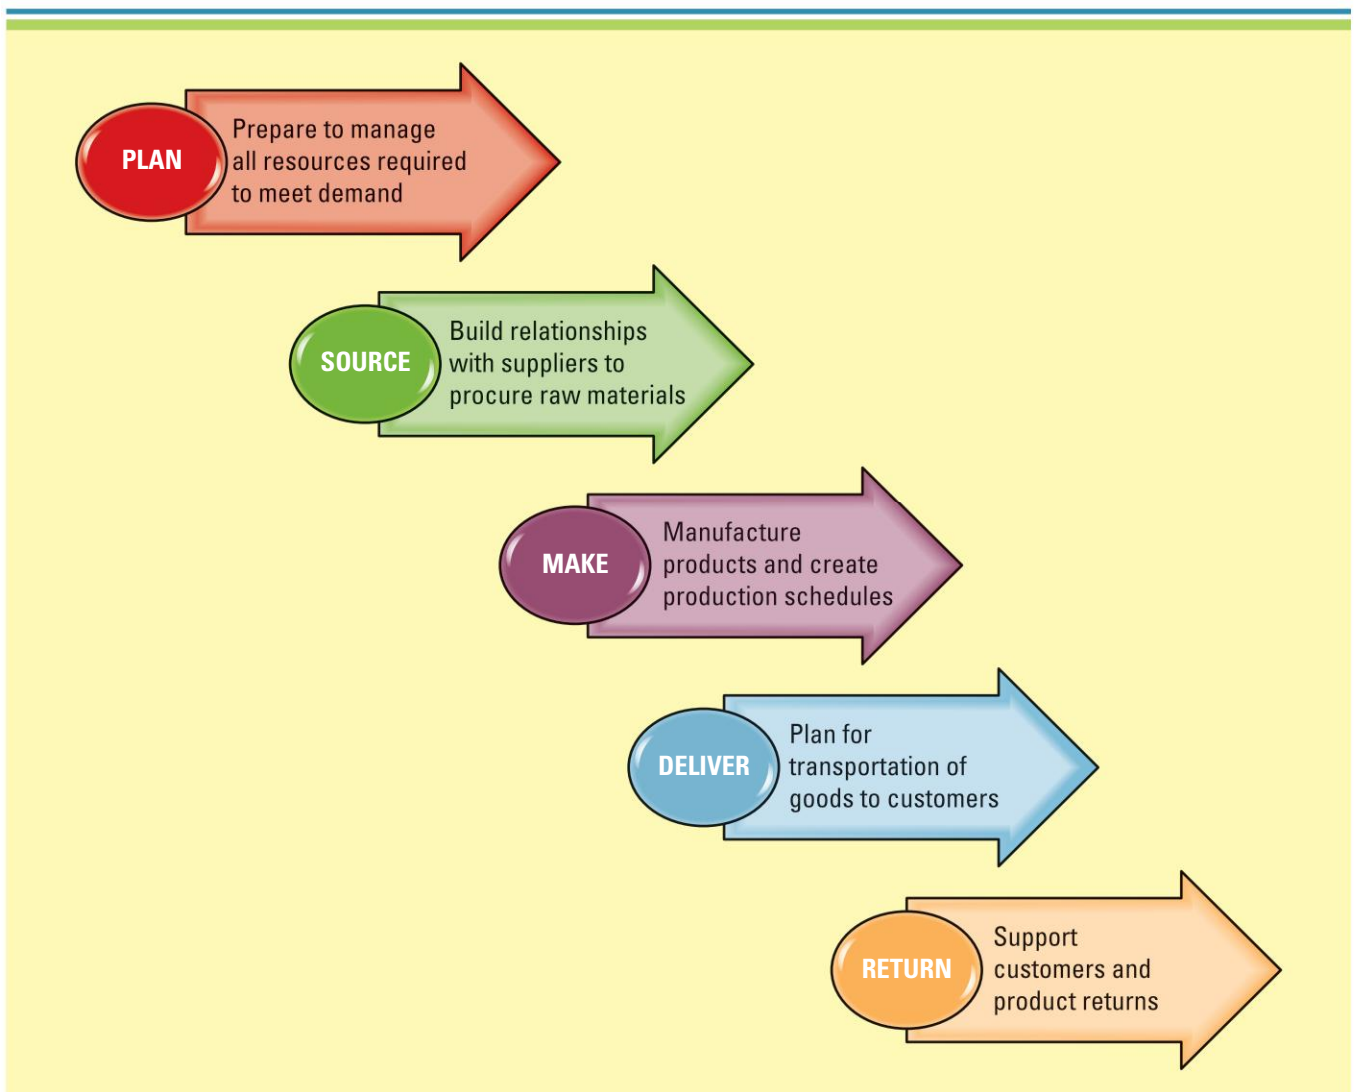 PLAN
Prepare to manage
all resources required
to meet demand
SOURCE
Build relationships
with suppliers to
procure raw materials
MAKE
Manufacture
products and create
production schedules
DELIVER
Plan for
transportation of
goods to customers
RETURN
Support
customers and
product returns